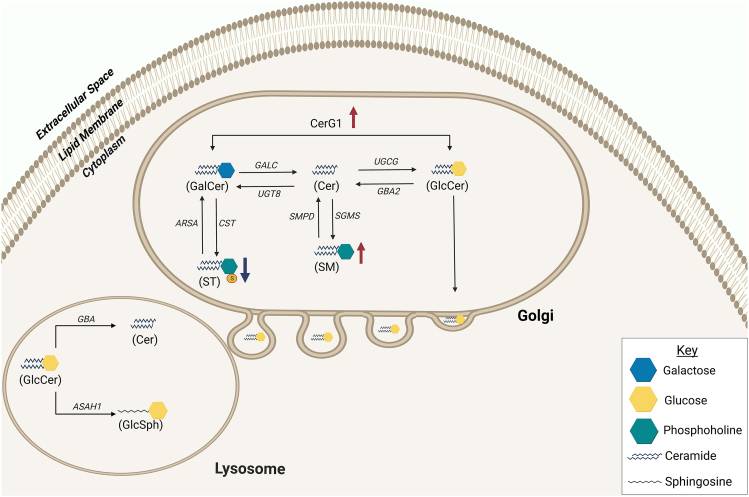 Extracellular Space
Lipid Membrane
Cytoplasm
CerG1
GALC
UGCG
(GalCer)
(Cer)
(GlcCer)
UGT8
GBA2
ARSA
CST
SMPD
SGMS
(ST)
S
(SM)
Golgi
GBA
(Cer)
(GlcCer)
ASAH1
(GlcSph)
Lysosome
Key
Galactose
Glucose
Phosphoholine
Ceramide
Sphingosine